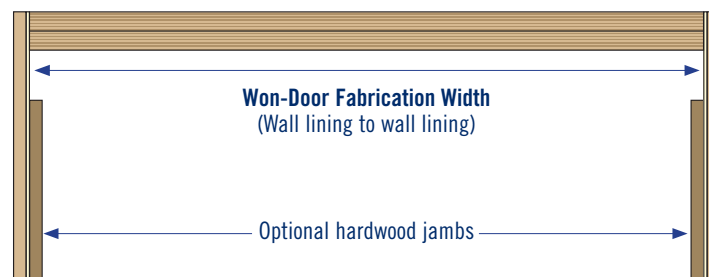 Won-Door Fabrication Width
(Wall lining to wall lining)
Optional hardwood jambs